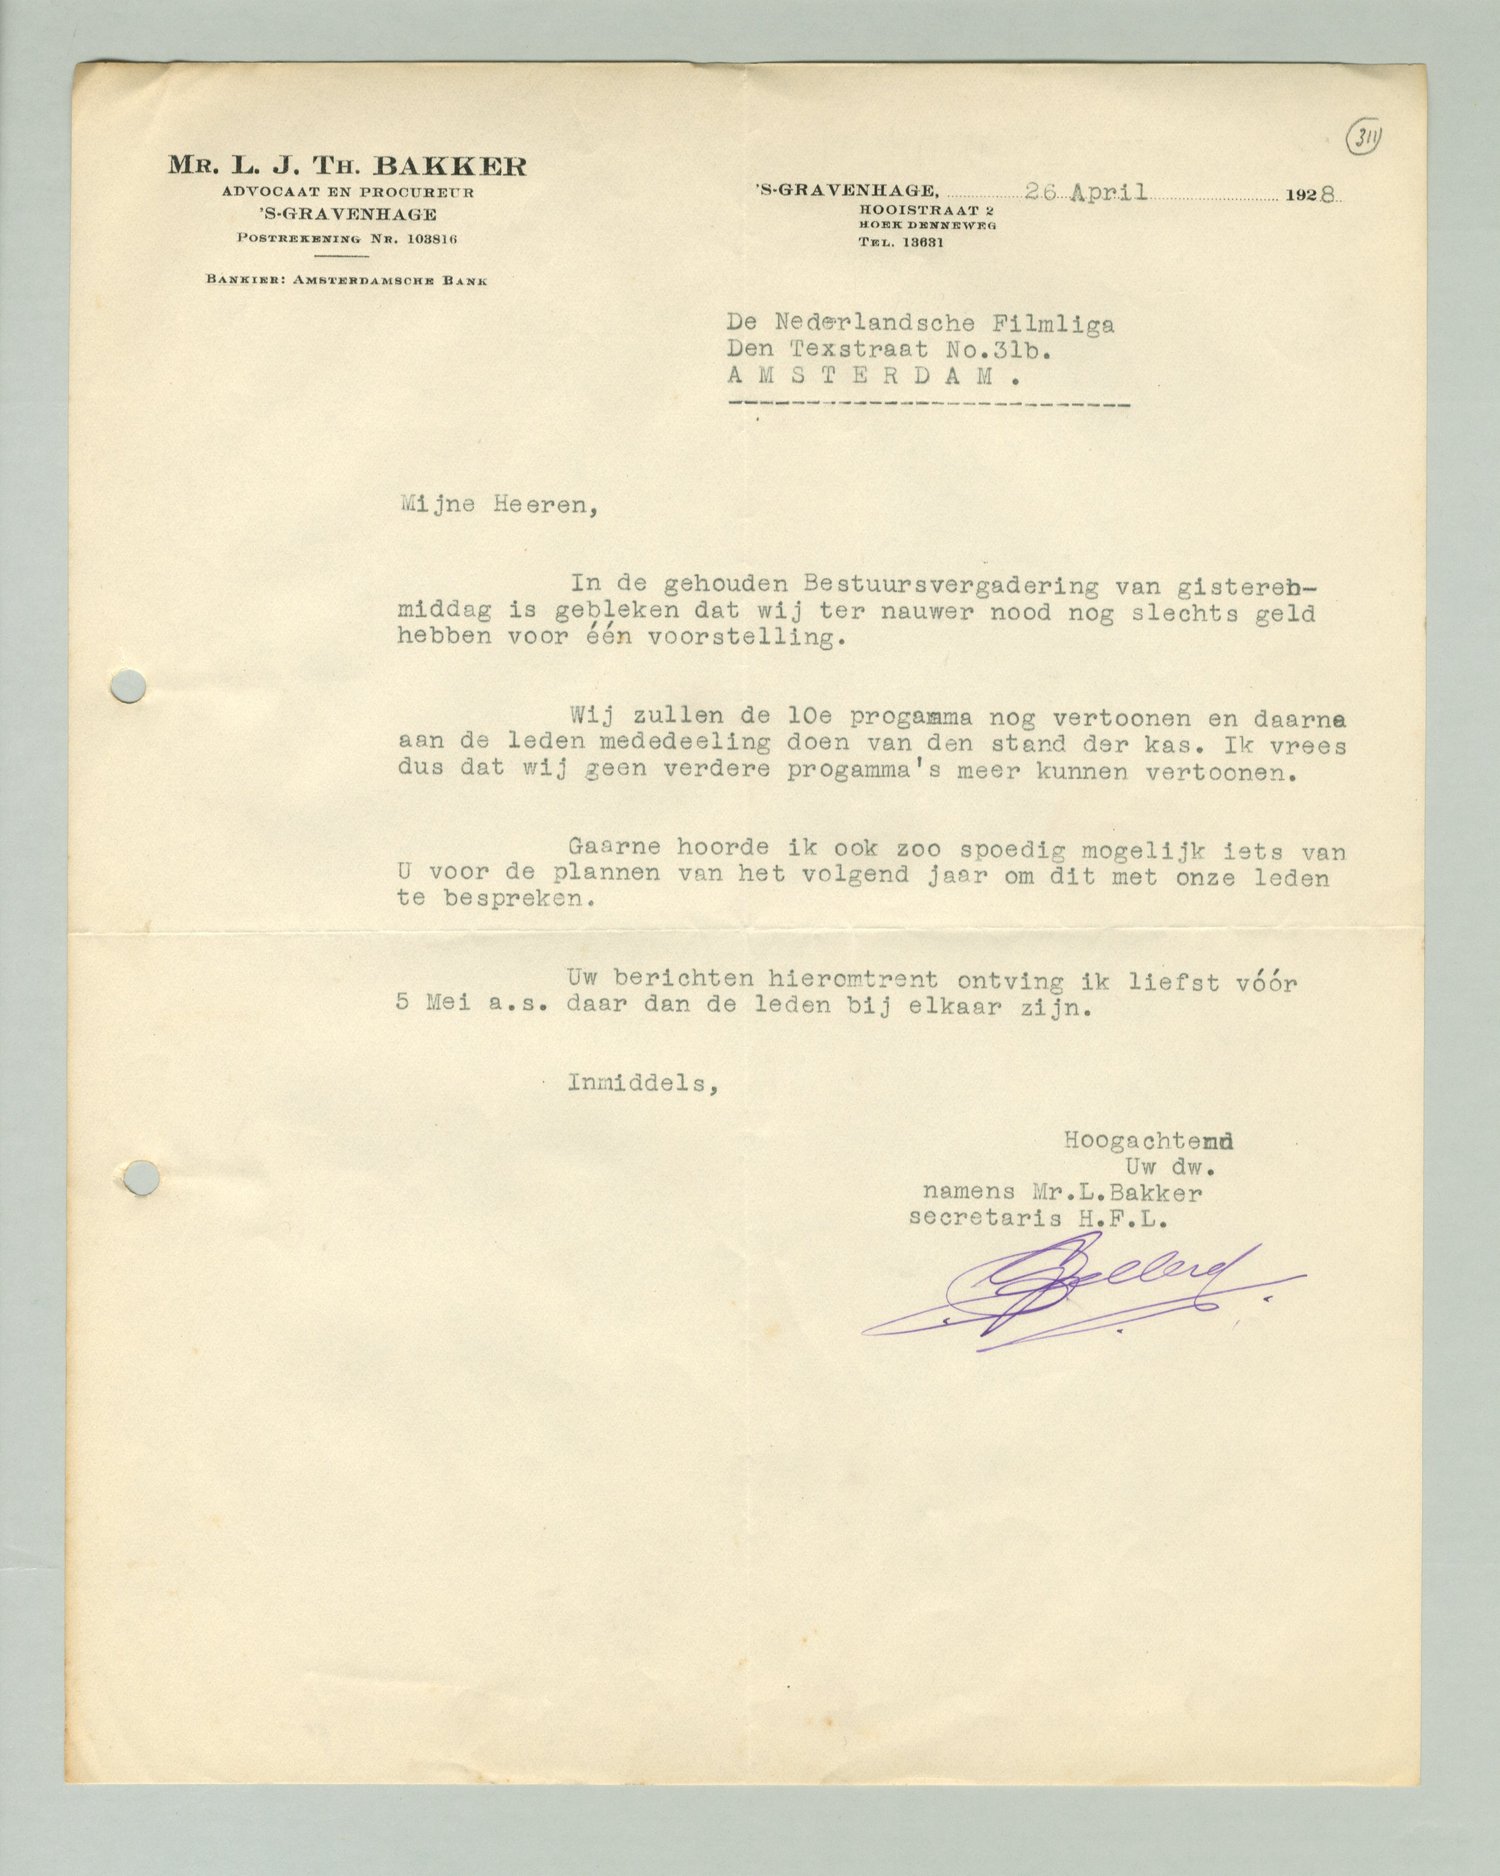 311
MR. L. J. TH. BAKKER
ADVOCAAT EN PROCUREUR
'S-GRAVENHAGE
POSTREKENING NR. 103816
BANKIER: AMSTERDAMSCHE BANK
'S-GRAVENHAGE, 26 April 1928
HOOISTRAAT 2
HOEK DENNEWEG
TEL. 13631
De Nederlandsche Filmliga
Den Texstraat No.31b.
A M S T E R D A M .
Mijne Heeren,
In de gehouden Bestuursvergadering van gisteren-
middag is gebleken dat wij ter nauwer nood nog slechts geld
hebben voor één voorstelling.
Wij zullen de 10e progamma nog vertoonen en daarna
aan de leden mededeeling doen van den stand der kas. Ik vrees
dus dat wij geen verdere progamma's meer kunnen vertoonen.
Gaarne hoorde ik ook zoo spoedig mogelijk iets van
U voor de plannen van het volgend jaar om dit met onze leden
te bespreken.
Uw berichten hieromtrent ontving ik liefst vóór
5 Mei a.s. daar dan de leden bij elkaar zijn.
Inmiddels,
Hoogachtend
Uw dw.
namens Mr.L.Bakker
secretaris H.F.L.